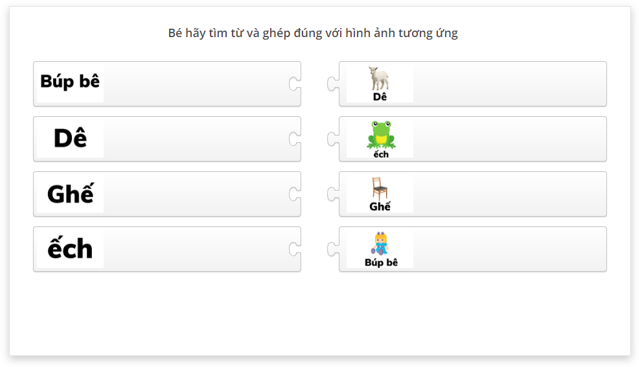 Bé hãy tìm từ và ghép đúng với hình ảnh tương ứng
Búp bê
Dê
Dê
ếch
Ghế
Ghế
ếch
Búp bê